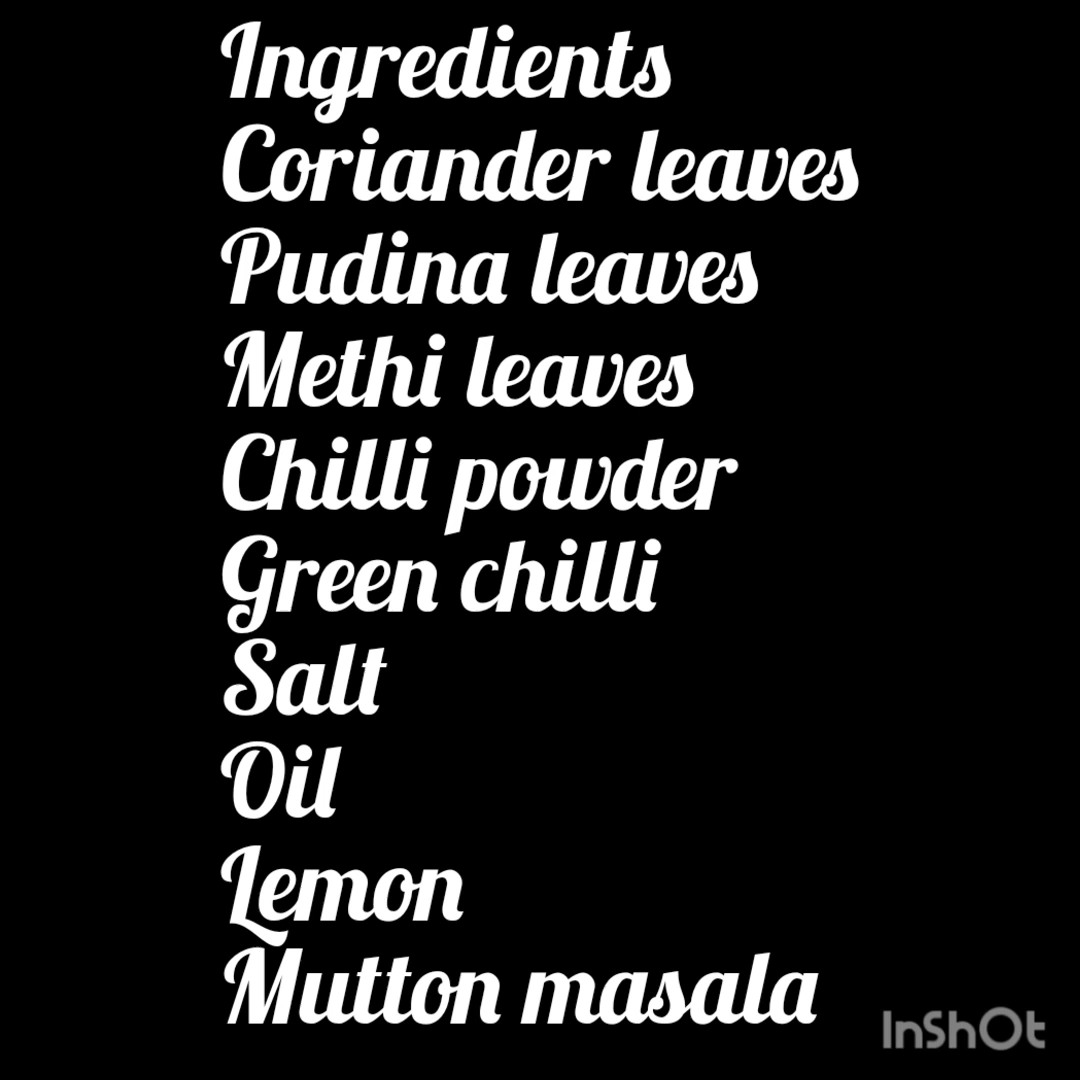 Ingredients
Coriander leaves
Pudina leaves
Methi leaves
Chilli powder
Green chilli
Salt
Oil
Lemon
Mutton masala
InShOt